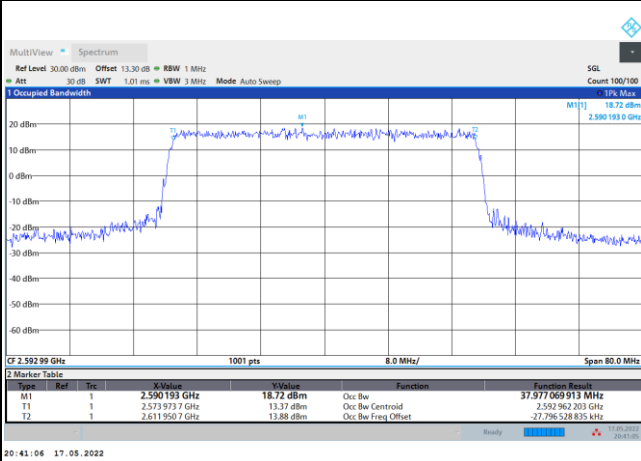 MultiView Spectrum
Ref Level 30.00 dBm Offset 13.30 dB RBW 1 MHz SGL
Att 30 dB SWT 1.01 ms VBW 3 MHz Mode Auto Sweep Count 100/100
1 Occupied Bandwidth 1Pk Max
M1[1] 18.72 dBm
2.590 193 0 GHz
M1
T1 T2
20 dBm
10 dBm
0 dBm
-10 dBm
-20 dBm
-30 dBm
-40 dBm
-50 dBm
-60 dBm
CF 2.592 99 GHz 1001 pts 8.0 MHz/ Span 80.0 MHz
2 Marker Table
Type Ref Trc X-Value Y-Value Function Function Result
M1 1 2.590 193 GHz 18.72 dBm Occ Bw 37.977 069 913 MHz
T1 1 2.573 973 7 GHz 13.37 dBm Occ Bw Centroid 2.592 962 203 GHz
T2 1 2.611 950 7 GHz 13.88 dBm Occ Bw Freq Offset -27.796 528 835 kHz
Ready 17.05.2022
20:41:05
20:41:06 17.05.2022